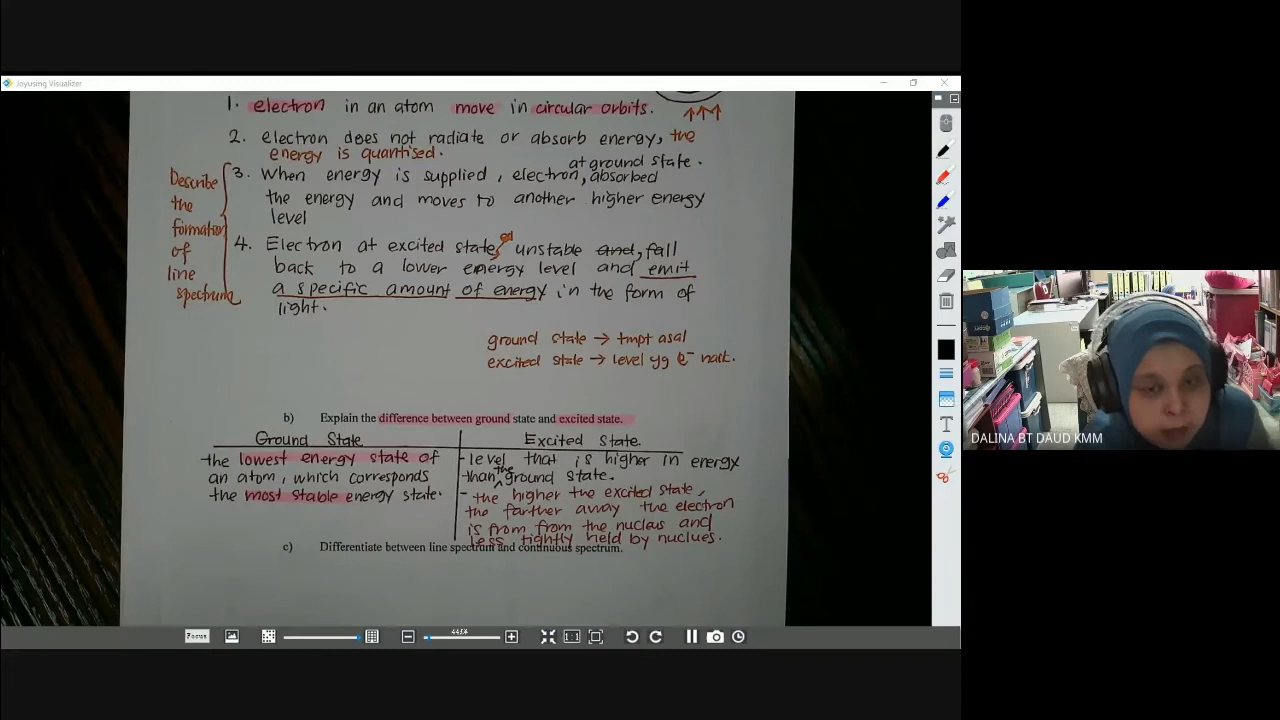 Joyusing Visualizer
1. electron in an atom move in circular orbits.
2. electron does not radiate or absorb energy, the
energy is quantised.
at ground state.
3. When energy is supplied, electron, absorbed
the energy and moves to another higher energy
level
Describe
the
formation
of
line
spectrum
4. Electron at excited state unstable and, fall
back to a lower energy level and emit
a specific amount of energy in the form of
light.
ground state → tmpt asal
excited state → level yg e⁻ naik.
b) Explain the difference between ground state and excited state.
Ground State
the lowest energy state of
an atom, which corresponds
the most stable energy state.
Excited State.
- level that is higher in energy
than the ground state.
- the higher the excited state,
the farther away the electron
is from from the nucleus and
less tightly held by nuclues.
c) Differentiate between line spectrum and continuous spectrum.
DALINA BT DAUD KMM
Focus
1:1
T